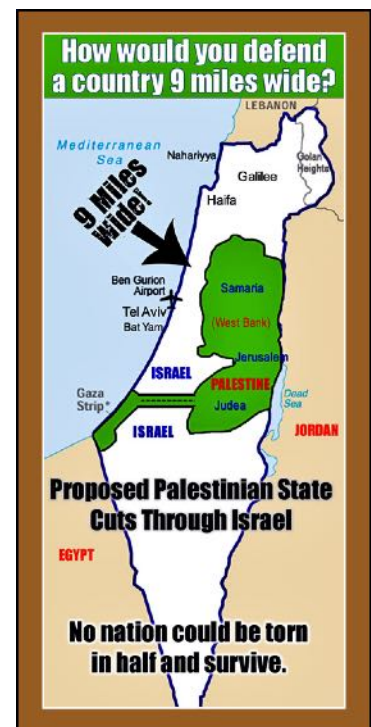 How would you defend
a country 9 miles wide?
LEBANON
Mediterranean
Sea
Nahariyya
Golan
Heights
Galilee
9 Miles
Wide!
Haifa
Ben Gurion
Airport
Samaria
Tel Aviv
(West Bank)
Bat Yam
Jerusalem
ISRAEL
PALESTINE
Gaza
Strip*
Dead
Sea
Judea
ISRAEL
JORDAN
Proposed Palestinian State
Cuts Through Israel
EGYPT
No nation could be torn
in half and survive.